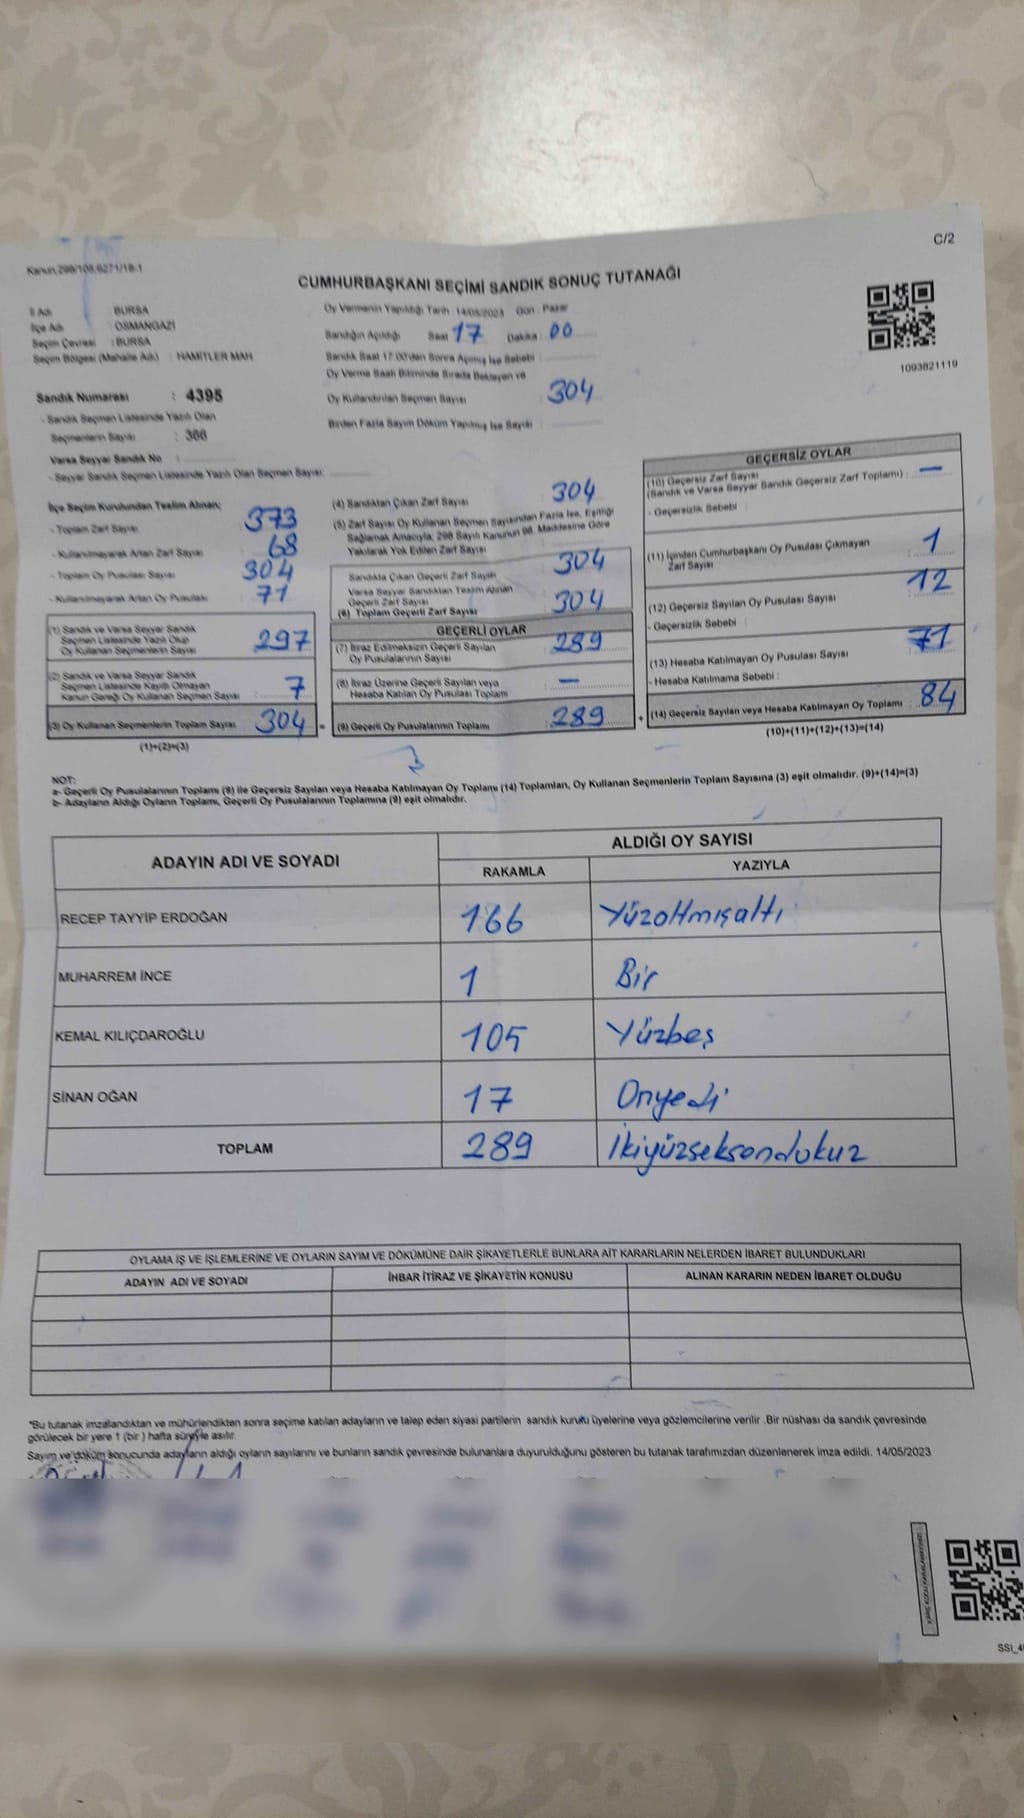 C/2
Kanun,298/108,6271/18-1
CUMHURBAŞKANI SEÇİMİ SANDIK SONUÇ TUTANAĞI
İl Adı : BURSA
İlçe Adı : OSMANGAZİ
Seçim Çevresi : BURSA
Seçim Bölgesi (Mahalle Adı) : HAMİTLER MAH.
Oy Vermenin Yapıldığı Tarih : 14/05/2023 Gün : Pazar
Sandığın Açıldığı Saat 17 Dakika : 00
Sandık Saat 17:00'den Sonra Açmış İse Sebebi :
Oy Verme Saati Bitiminde Sırada Bekleyen ve
Oy Kullandırılan Seçmen Sayısı : 304
Birden Fazla Sayım Döküm Yapılmış İse Sayısı :
1093821119
Sandık Numarası : 4395
- Sandık Seçmen Listesinde Yazılı Olan
Seçmenlerin Sayısı : 366
Varsa Seyyar Sandık No :
- Seyyar Sandık Seçmen Listesinde Yazılı Olan Seçmen Sayısı:
İlçe Seçim Kurulundan Teslim Alınan;
- Toplam Zarf Sayısı : 373
- Kullanılmayarak Artan Zarf Sayısı : 68
- Toplam Oy Pusulası Sayısı : 304
- Kullanılmayarak Artan Oy Pusulası : 71
(1) Sandık ve Varsa Seyyar Sandık
Seçmen Listesinde Yazılı Olup
Oy Kullanan Seçmenlerin Sayısı : 297
(2) Sandık ve Varsa Seyyar Sandık
Seçmen Listesinde Kayıtlı Olmayan
Kanun Gereği Oy Kullanan Seçmen Sayısı : 7
(3) Oy Kullanan Seçmenlerin Toplam Sayısı : 304 =
(1)+(2)=(3)
(4) Sandıktan Çıkan Zarf Sayısı : 304
(5) Zarf Sayısı Oy Kullanan Seçmen Sayısından Fazla İse, Eşitliği
Sağlamak Amacıyla; 298 Sayılı Kanunun 98. Maddesine Göre
Yakılarak Yok Edilen Zarf Sayısı :
Sandıkta Çıkan Geçerli Zarf Sayısı : 304
Varsa Seyyar Sandıktan Teslim Alınan
Geçerli Zarf Sayısı :
(6) Toplam Geçerli Zarf Sayısı : 304
GEÇERLİ OYLAR
(7) İtiraz Edilmeksizin Geçerli Sayılan
Oy Pusulalarının Sayısı : 289
(8) İtiraz Üzerine Geçerli Sayılan veya
Hesaba Katılan Oy Pusulası Toplamı : —
(9) Geçerli Oy Pusulalarının Toplamı : 289 +
GEÇERSİZ OYLAR
(10) Geçersiz Zarf Sayısı
(Sandık ve Varsa Seyyar Sandık Geçersiz Zarf Toplamı) : —
- Geçersizlik Sebebi :
(11) İçinden Cumhurbaşkanı Oy Pusulası Çıkmayan
Zarf Sayısı : 1
(12) Geçersiz Sayılan Oy Pusulası Sayısı : 12
- Geçersizlik Sebebi :
(13) Hesaba Katılmayan Oy Pusulası Sayısı : 71
- Hesaba Katılmama Sebebi :
(14) Geçersiz Sayılan veya Hesaba Katılmayan Oy Toplamı : 84
(10)+(11)+(12)+(13)=(14)
NOT:
a- Geçerli Oy Pusulalarının Toplamı (9) ile Geçersiz Sayılan veya Hesaba Katılmayan Oy Toplamı (14) Toplamları, Oy Kullanan Seçmenlerin Toplam Sayısına (3) eşit olmalıdır. (9)+(14)=(3)
b- Adayların Aldığı Oyların Toplamı, Geçerli Oy Pusulalarının Toplamına (9) eşit olmalıdır.
ADAYIN ADI VE SOYADI
ALDIĞI OY SAYISI
RAKAMLA YAZIYLA
RECEP TAYYİP ERDOĞAN 166 Yüzaltmışaltı
MUHARREM İNCE 1 Bir
KEMAL KILIÇDAROĞLU 105 Yüzbeş
SİNAN OĞAN 17 Onyedi
TOPLAM 289 İkiyüzseksendokuz
OYLAMA İŞ VE İŞLEMLERİNE VE OYLARIN SAYIM VE DÖKÜMÜNE DAİR ŞİKAYETLERLE BUNLARA AİT KARARLARIN NELERDEN İBARET BULUNDUKLARI
ADAYIN ADI VE SOYADI İHBAR İTİRAZ VE ŞİKAYETİN KONUSU ALINAN KARARIN NEDEN İBARET OLDUĞU
*Bu tutanak imzalandıktan ve mühürlendikten sonra seçime katılan adayların ve talep eden siyasi partilerin sandık kurulu üyelerine veya gözlemcilerine verilir .Bir nüshası da sandık çevresinde
görülecek bir yere 1 (bir ) hafta süreyle asılır.
Sayım ve döküm sonucunda adayların aldığı oyların sayılarını ve bunların sandık çevresinde bulunanlara duyurulduğunu gösteren bu tutanak tarafımızdan düzenlenerek imza edildi. 14/05/2023